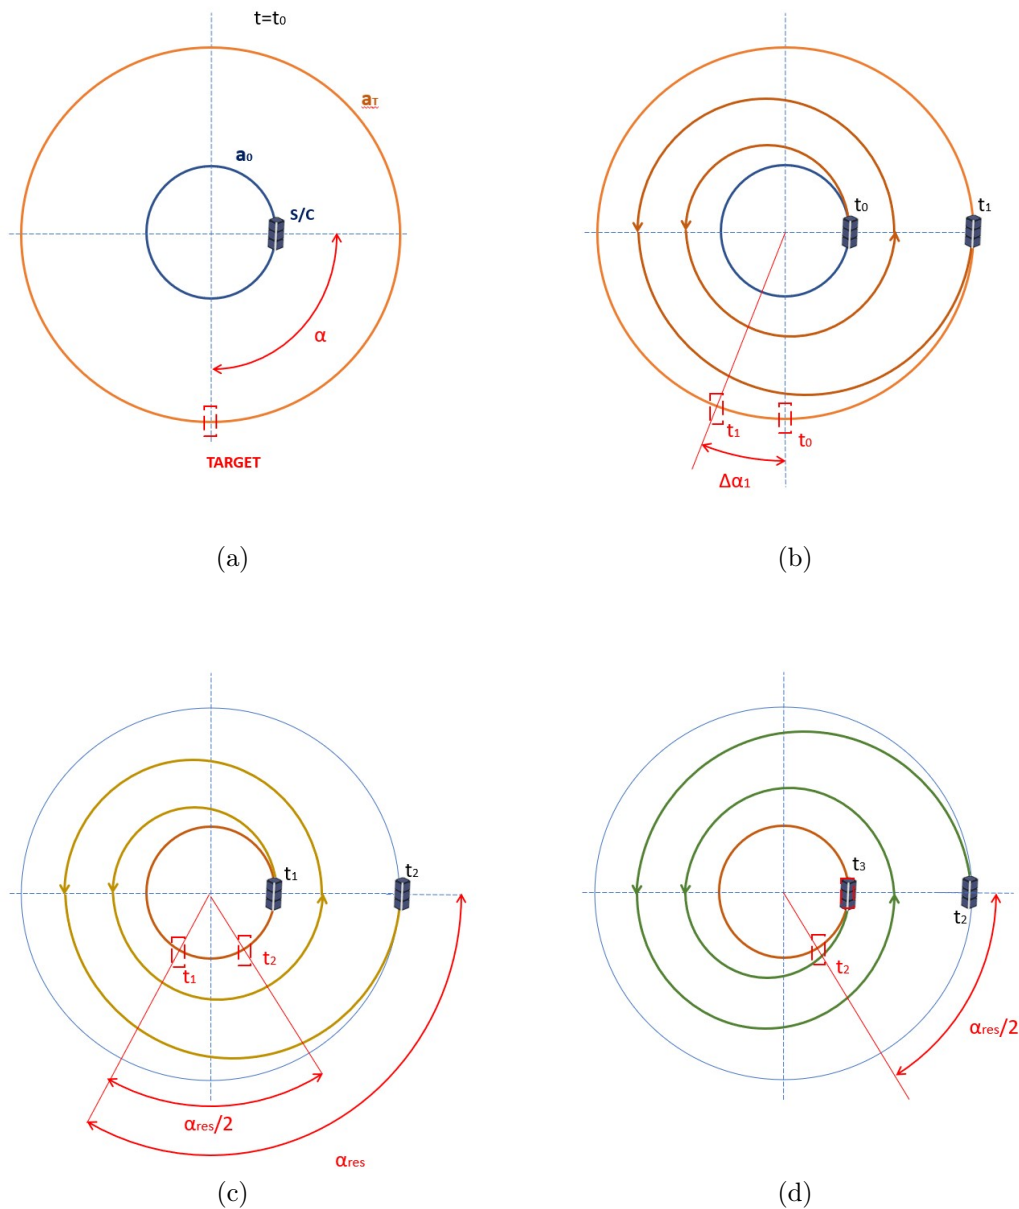 t=t₀
aT
a₀
S/C
α
TARGET
(a)
t₀
t₁
t₁
t₀
Δα₁
(b)
t₁
t₂
t₁
t₂
αres/2
αres
(c)
t₃
t₂
t₂
αres/2
(d)